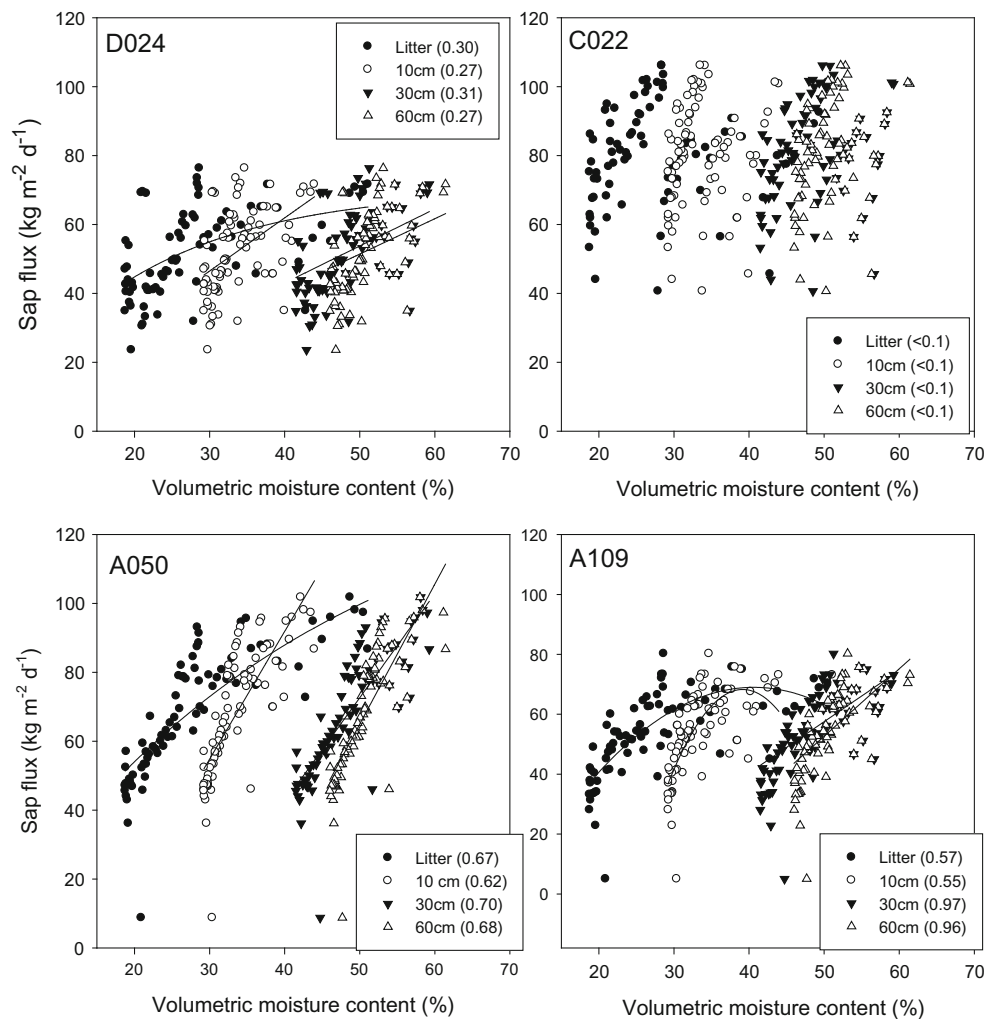 D024
Litter (0.30)
10cm (0.27)
30cm (0.31)
60cm (0.27)
120
100
80
60
40
20
0
Sap flux (kg m⁻² d⁻¹)
20 30 40 50 60 70
Volumetric moisture content (%)
C022
Litter (<0.1)
10cm (<0.1)
30cm (<0.1)
60cm (<0.1)
120
100
80
60
40
20
0
20 30 40 50 60 70
Volumetric moisture content (%)
A050
Litter (0.67)
10 cm (0.62)
30cm (0.70)
60cm (0.68)
120
100
80
60
40
20
0
Sap flux (kg m⁻² d⁻¹)
20 30 40 50 60 70
Volumetric moisture content (%)
A109
Litter (0.57)
10cm (0.55)
30cm (0.97)
60cm (0.96)
120
100
80
60
40
20
0
20 30 40 50 60 70
Volumetric moisture content (%)